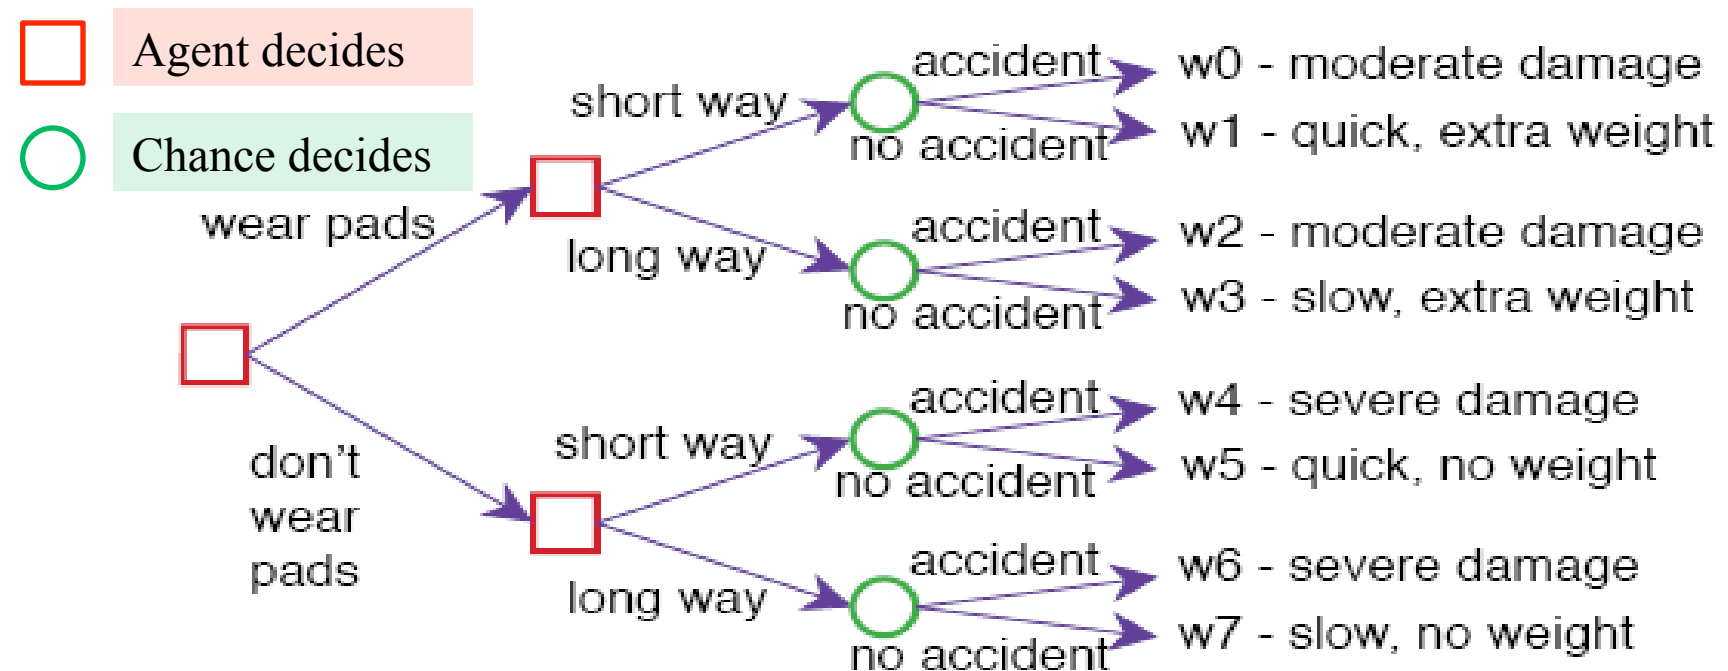 Agent decides
Chance decides
wear pads
don't
wear
pads
short way
long way
short way
long way
accident
no accident
accident
no accident
accident
no accident
accident
no accident
w0 - moderate damage
w1 - quick, extra weight
w2 - moderate damage
w3 - slow, extra weight
w4 - severe damage
w5 - quick, no weight
w6 - severe damage
w7 - slow, no weight